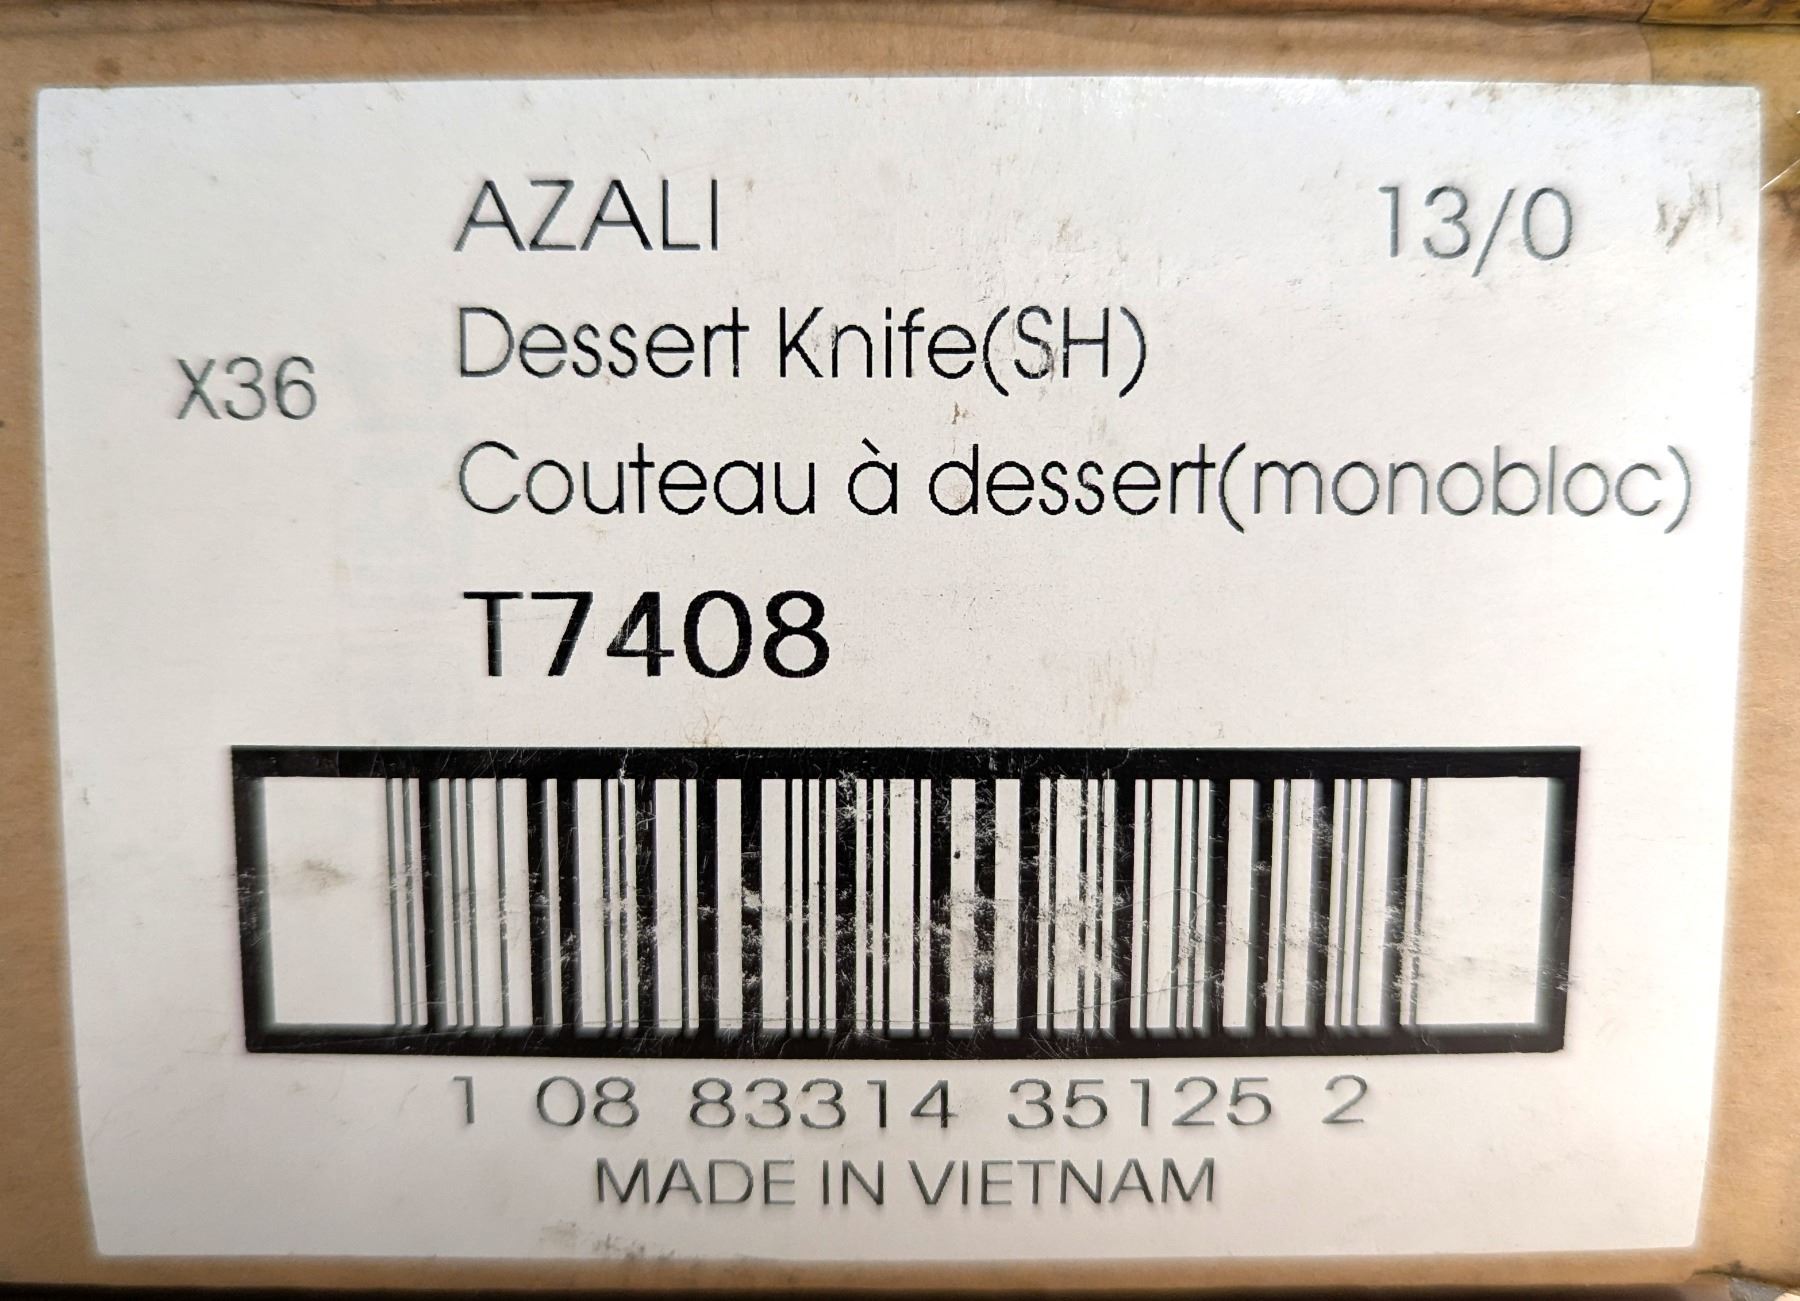 AZALI 13/0
Dessert Knife(SH)
X36
Couteau à dessert(monobloc)
T7408
1 08 83314 35125 2
MADE IN VIETNAM